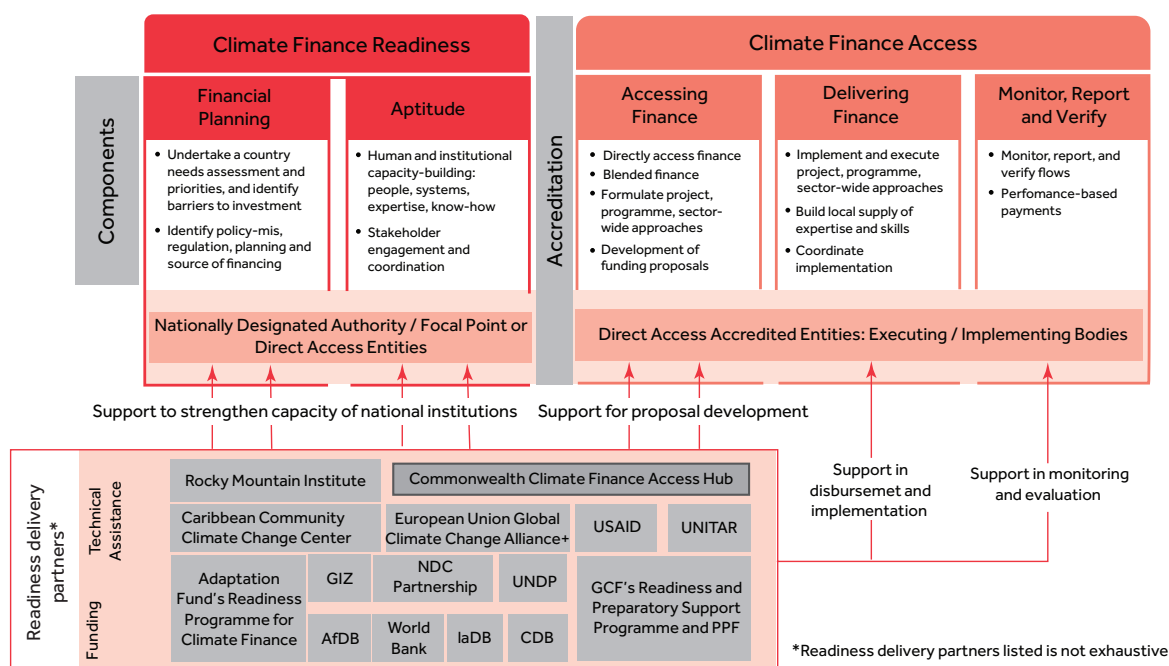 Climate Finance Readiness
Climate Finance Access
Components
Financial
Planning
• Undertake a country
needs assessment and
priorities, and identify
barriers to investment
• Identify policy-mis,
regulation, planning and
source of financing
Aptitude
• Human and institutional
capacity-building:
people, systems,
expertise, know-how
• Stakeholder
engagement and
coordination
Accreditation
Accessing
Finance
• Directly access finance
• Blended finance
• Formulate project,
programme, sector-
wide approaches
• Development of
funding proposals
Delivering
Finance
• Implement and execute
project, programme,
sector-wide approaches
• Build local supply of
expertise and skills
• Coordinate
implementation
Monitor, Report
and Verify
• Monitor, report, and
verify flows
• Perfomance-based
payments
Nationally Designated Authority / Focal Point or
Direct Access Entities
Direct Access Accredited Entities: Executing / Implementing Bodies
Support to strengthen capacity of national institutions
Support for proposal development
Support in
disbursemet and
implementation
Support in monitoring
and evaluation
Readiness delivery
partners*
Technical
Assistance
Rocky Mountain Institute
Commonwealth Climate Finance Access Hub
Caribbean Community
Climate Change Center
European Union Global
Climate Change Alliance+
USAID
UNITAR
Funding
Adaptation
Fund's Readiness
Programme for
Climate Finance
GIZ
NDC
Partnership
UNDP
AfDB
World
Bank
IaDB
CDB
GCF's Readiness and
Preparatory Support
Programme and PPF
*Readiness delivery partners listed is not exhaustive